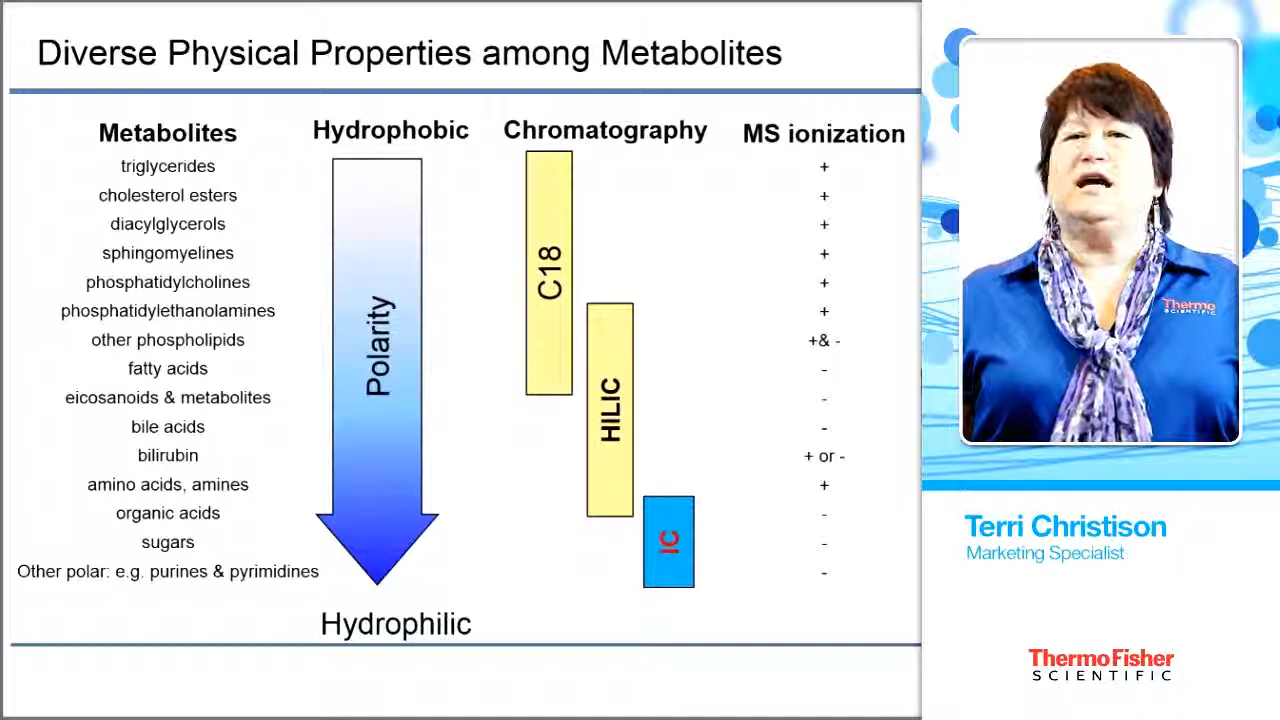 Diverse Physical Properties among Metabolites
Metabolites Hydrophobic Chromatography MS ionization
triglycerides +
cholesterol esters +
diacylglycerols +
sphingomyelines +
phosphatidylcholines +
phosphatidylethanolamines +
other phospholipids +& -
fatty acids -
eicosanoids & metabolites -
bile acids -
bilirubin + or -
amino acids, amines +
organic acids -
sugars -
Other polar: e.g. purines & pyrimidines -
Polarity
C18
HILIC
IC
Hydrophilic
Thermo
SCIENTIFIC
Terri Christison
Marketing Specialist
ThermoFisher
SCIENTIFIC